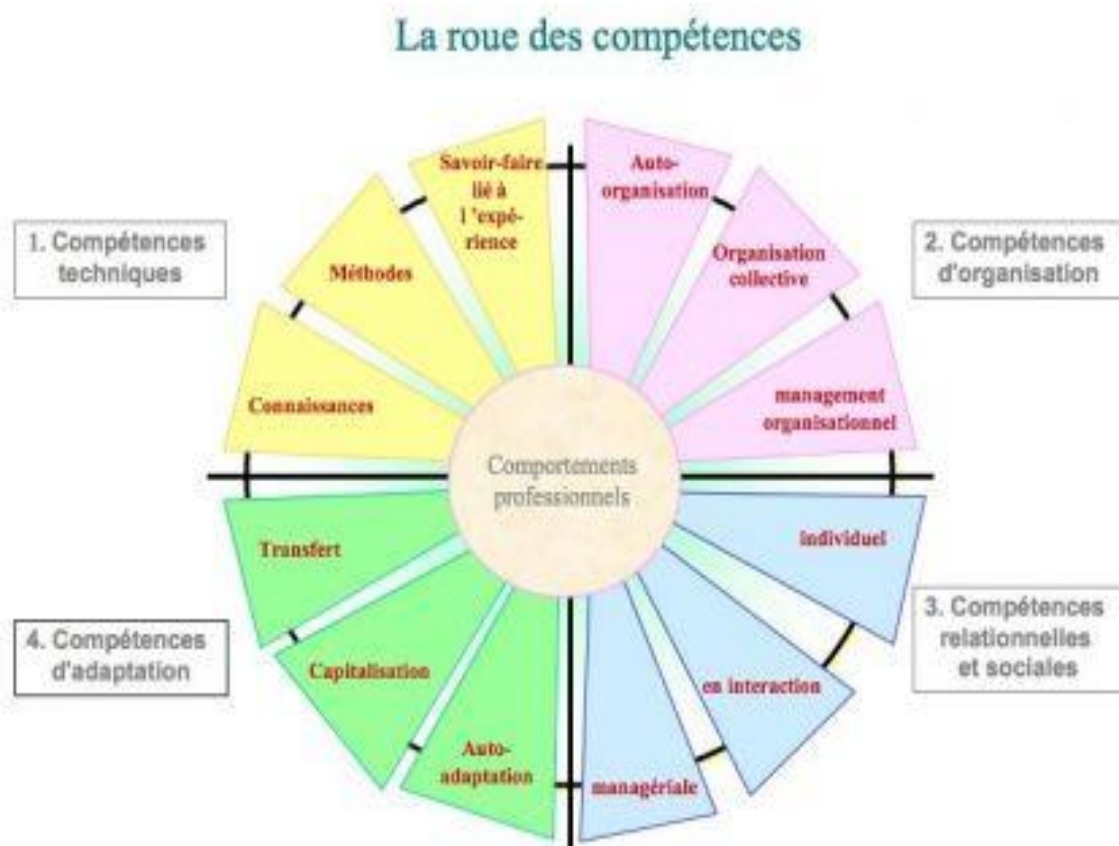 La roue des compétences
1. Compétences
techniques
Savoir-faire
lié à
l 'expé-
rience
Méthodes
Connaissances
Auto-
organisation
Organisation
collective
management
organisationnel
2. Compétences
d'organisation
Comportements
professionnels
individuel
en interaction
managériale
3. Compétences
relationnelles
et sociales
Transfert
Capitalisation
Auto-
adaptation
4. Compétences
d'adaptation